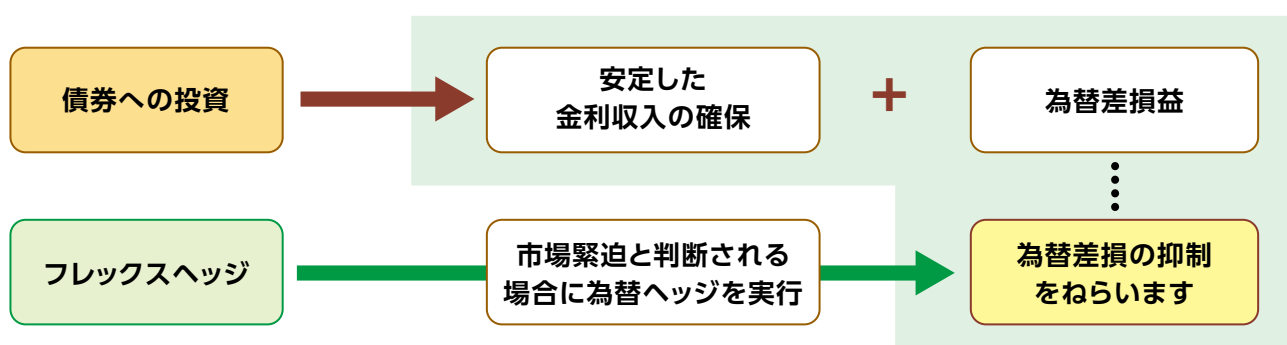 債券への投資
安定した
金利収入の確保
+
為替差損益
フレックスヘッジ
市場緊迫と判断される
場合に為替ヘッジを実行
為替差損の抑制
をねらいます